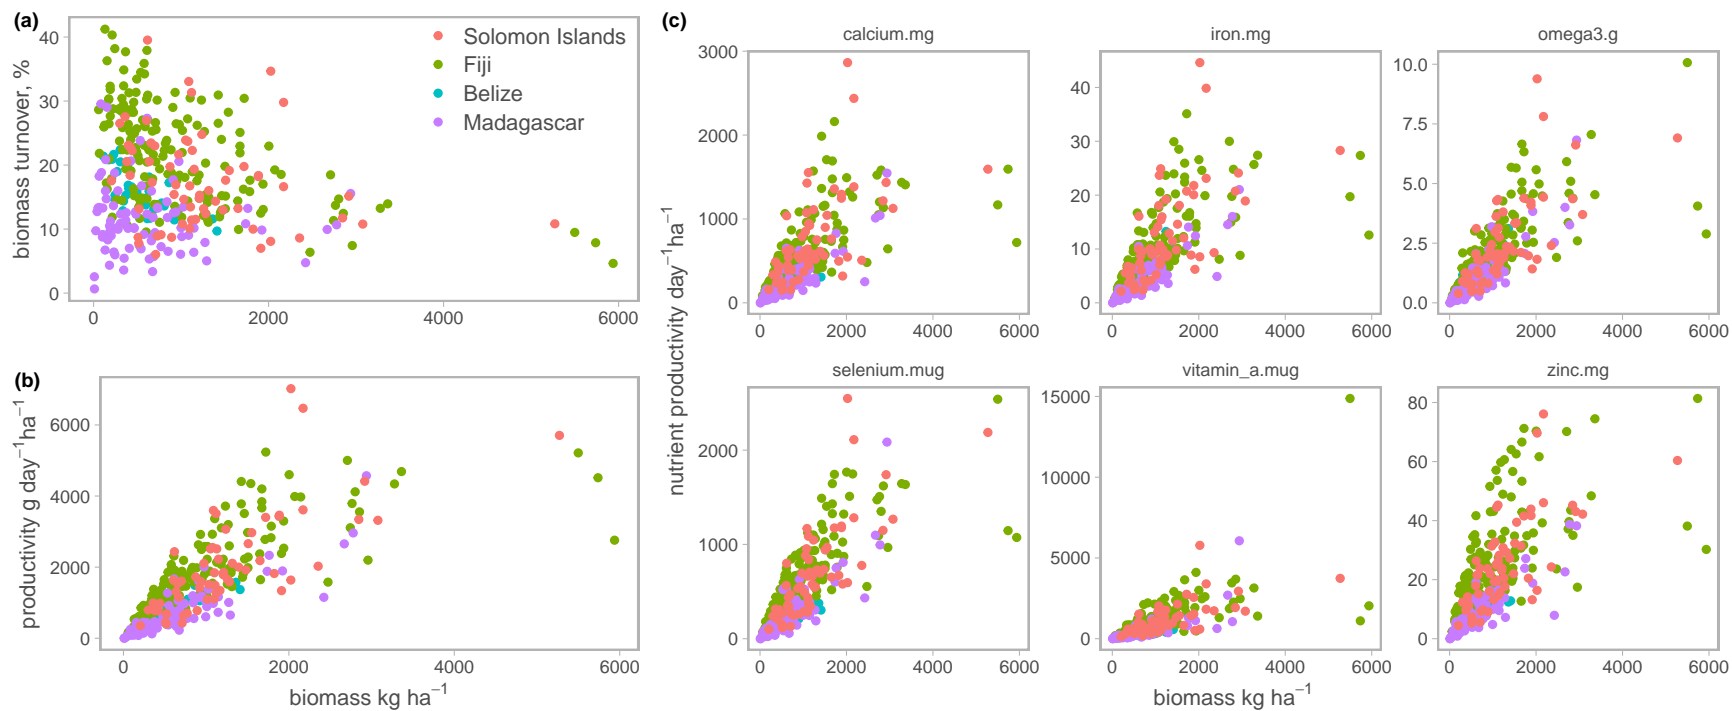 (a)
biomass turnover, %
40
30
20
10
0
0 2000 4000 6000
Solomon Islands
Fiji
Belize
Madagascar
(b)
productivity g day⁻¹ha⁻¹
6000
4000
2000
0
0 2000 4000 6000
biomass kg ha⁻¹
(c)
nutrient productivity day⁻¹ha⁻¹
calcium.mg
3000
2000
1000
0
0 2000 4000 6000
iron.mg
40
30
20
10
0
0 2000 4000 6000
omega3.g
10.0
7.5
5.0
2.5
0.0
0 2000 4000 6000
selenium.mug
2000
1000
0
0 2000 4000 6000
vitamin_a.mug
15000
10000
5000
0
0 2000 4000 6000
zinc.mg
80
60
40
20
0
0 2000 4000 6000
biomass kg ha⁻¹